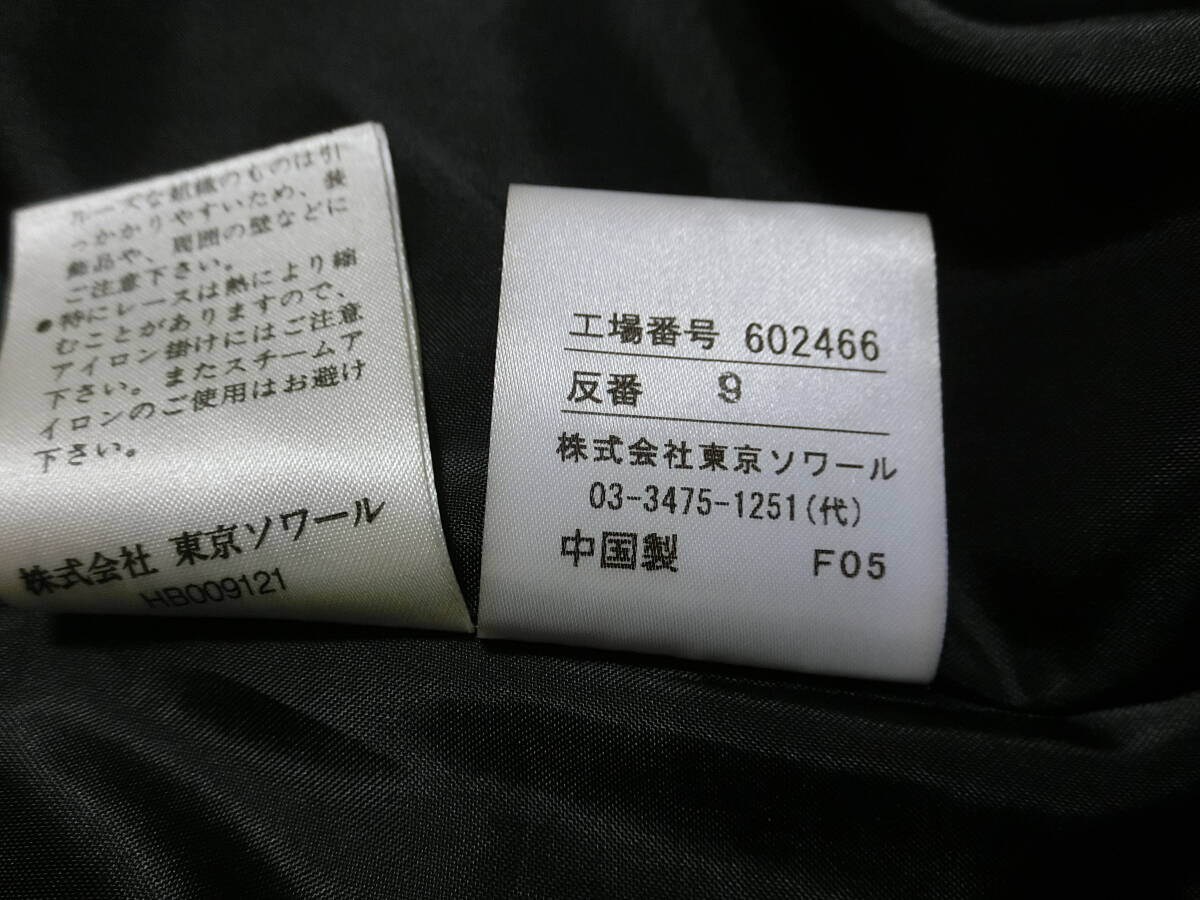 ルーズな組織のものは引
っかかりやすいため、装
飾品や、周囲の壁などに
ご注意下さい。
●特にレースは熱により縮
むことがありますので、
アイロン掛けにはご注意
下さい。またスチームア
イロンのご使用はお避け
下さい。
株式会社 東京ソワール
HB009121
工場番号 602466
反番 9
株式会社東京ソワール
03-3475-1251(代)
中国製 F05